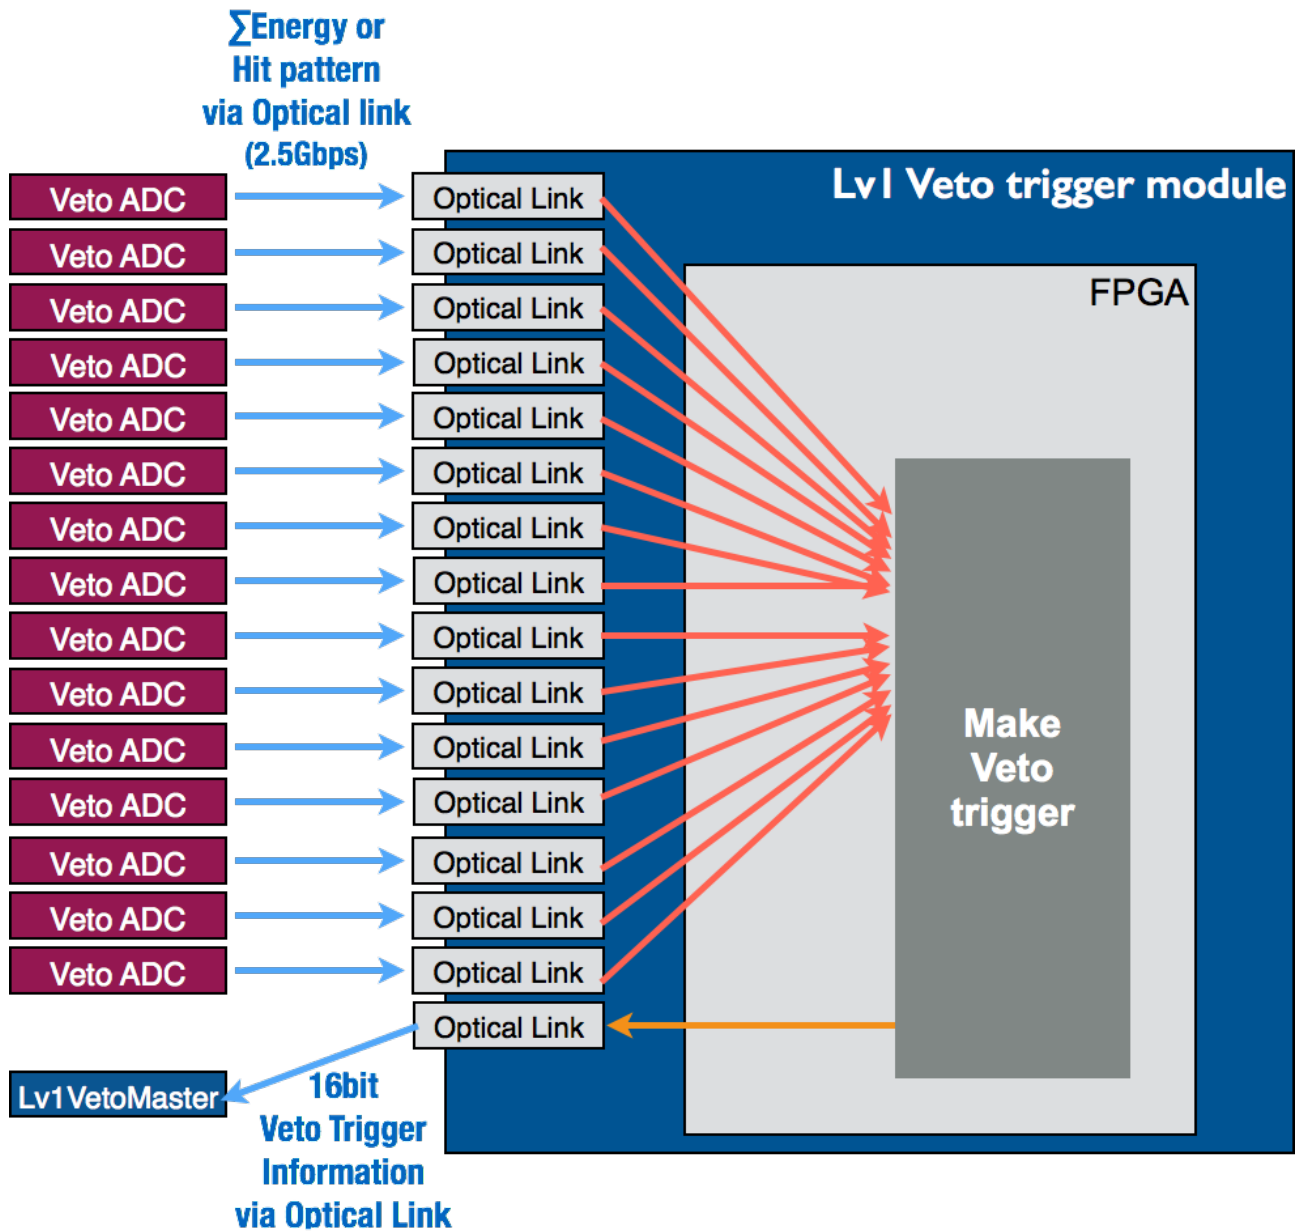 ∑Energy or
Hit pattern
via Optical link
(2.5Gbps)
Lv1 Veto trigger module
FPGA
Veto ADC
Optical Link
Veto ADC
Optical Link
Veto ADC
Optical Link
Veto ADC
Optical Link
Veto ADC
Optical Link
Veto ADC
Optical Link
Veto ADC
Optical Link
Veto ADC
Optical Link
Veto ADC
Optical Link
Veto ADC
Optical Link
Veto ADC
Optical Link
Veto ADC
Optical Link
Veto ADC
Optical Link
Veto ADC
Optical Link
Veto ADC
Optical Link
Optical Link
Make
Veto
trigger
Lv1VetoMaster
16bit
Veto Trigger
Information
via Optical Link